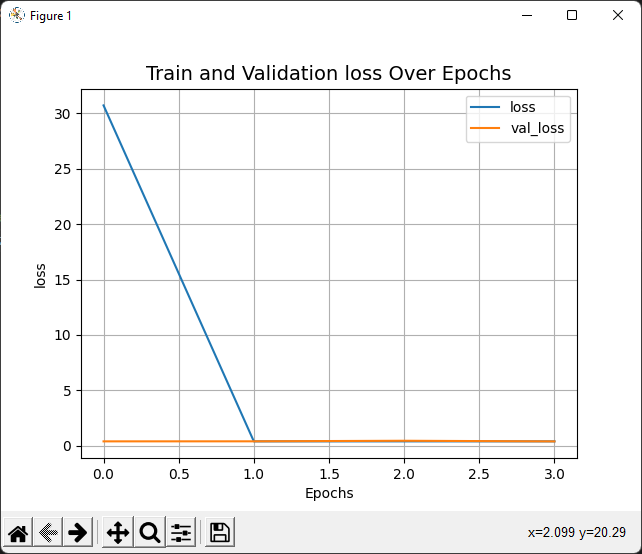 Figure 1
Train and Validation loss Over Epochs
loss
val_loss
30
25
20
15
10
5
0
loss
0.0 0.5 1.0 1.5 2.0 2.5 3.0
Epochs
x=2.099 y=20.29